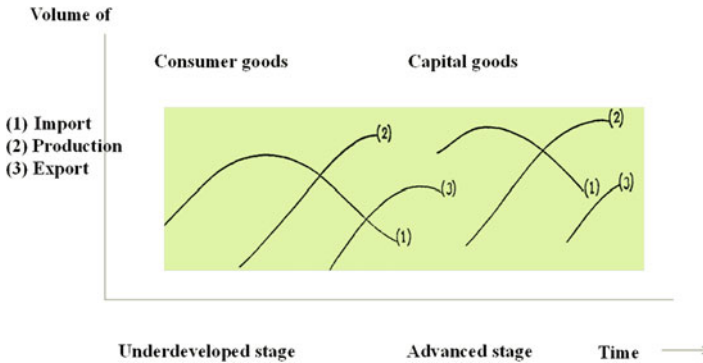 Volume of
Consumer goods Capital goods
(1) Import
(2) Production
(3) Export
(2)
(3)
(1)
(2)
(1)
(3)
Underdeveloped stage Advanced stage Time